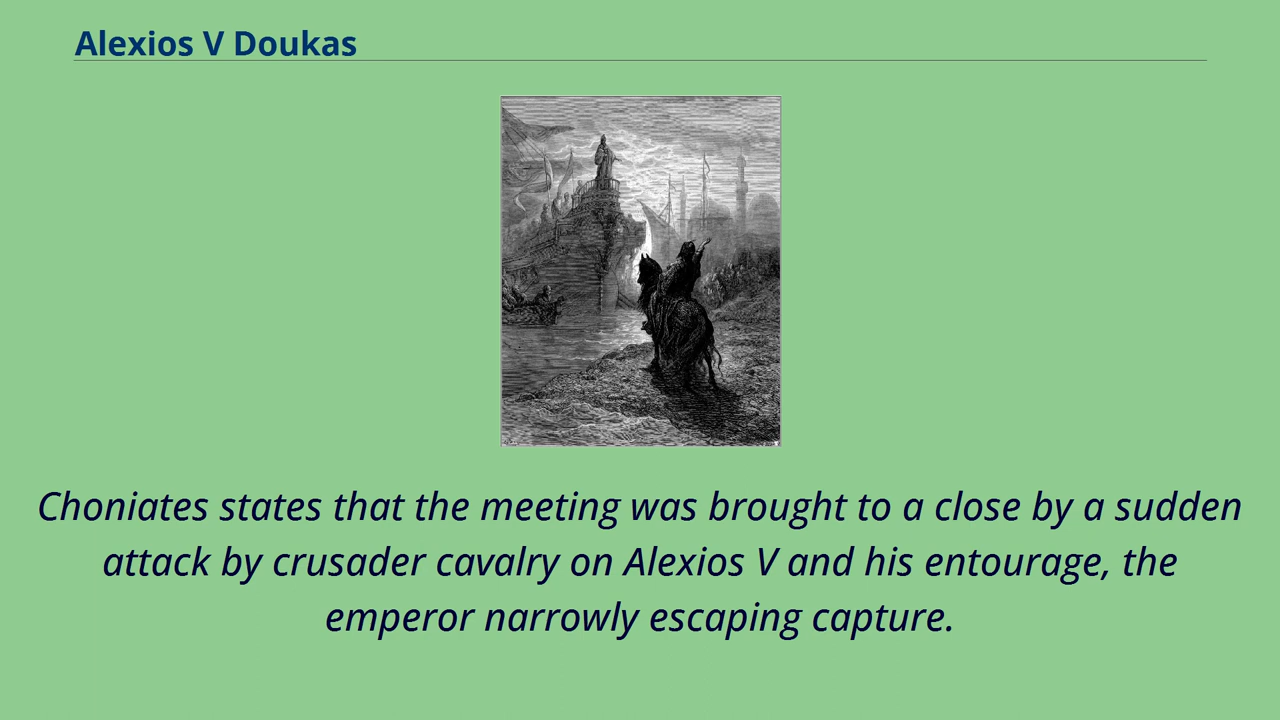 Alexios V Doukas
Choniates states that the meeting was brought to a close by a sudden
attack by crusader cavalry on Alexios V and his entourage, the
emperor narrowly escaping capture.